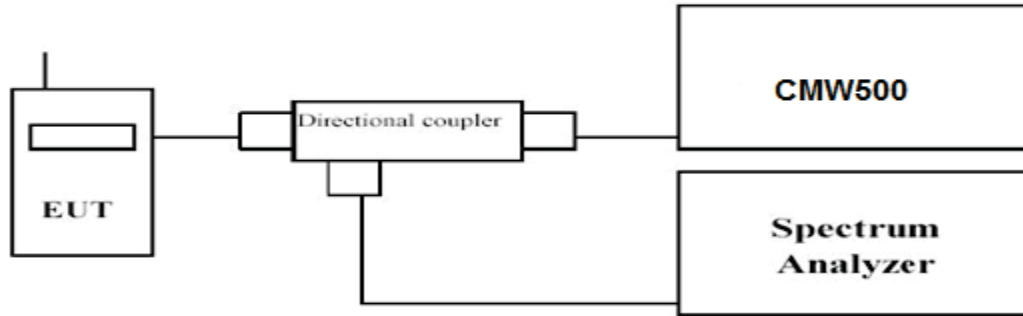 CMW500
Directional coupler
EUT
Spectrum
Analyzer